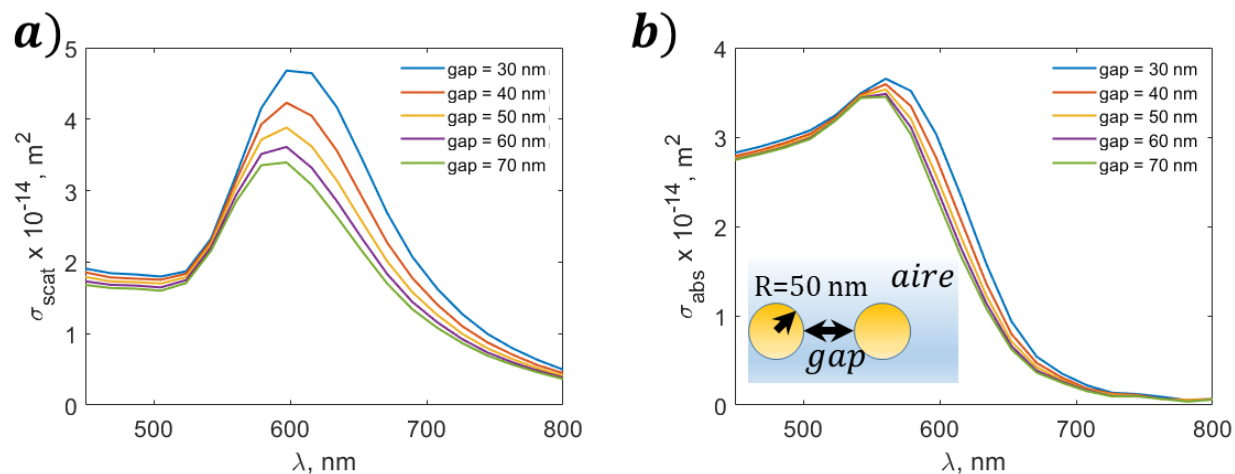 a)
5
4
3
2
1
0
σscat x 10-14, m2
gap = 30 nm
gap = 40 nm
gap = 50 nm
gap = 60 nm
gap = 70 nm
500 600 700 800
λ, nm
b)
4
3
2
1
0
σabs x 10-14, m2
gap = 30 nm
gap = 40 nm
gap = 50 nm
gap = 60 nm
gap = 70 nm
R=50 nm
aire
gap
500 600 700 800
λ, nm